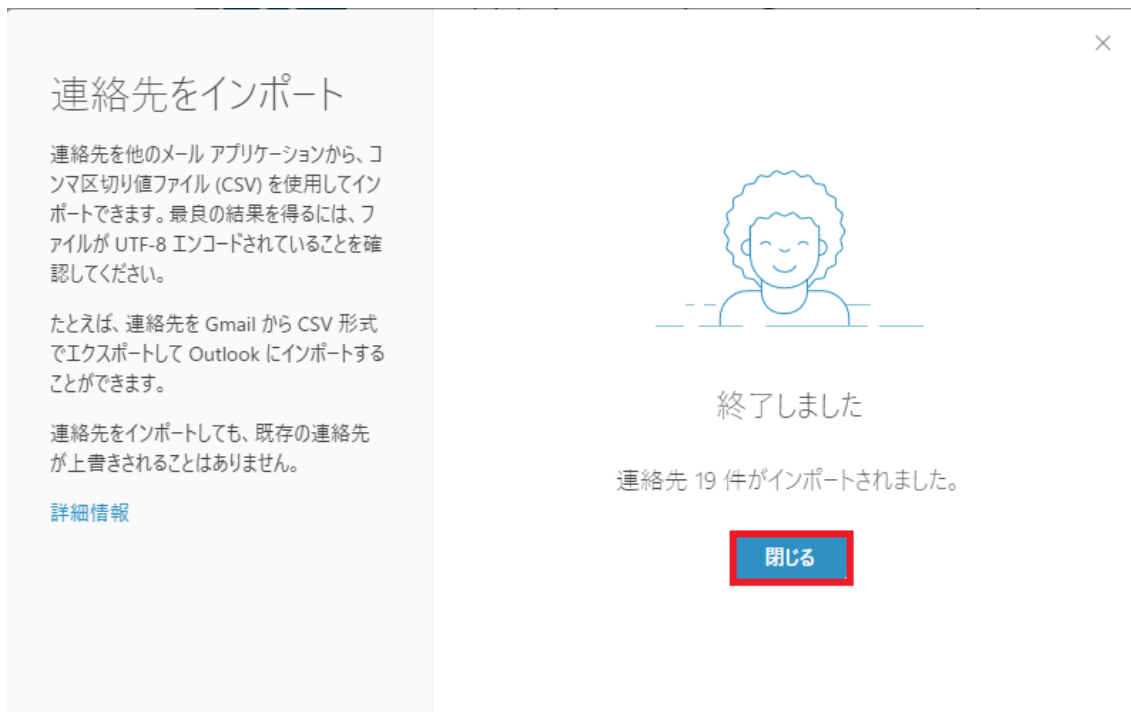 連絡先をインポート
連絡先を他のメール アプリケーションから、コ
ンマ区切り値ファイル (CSV) を使用してイン
ポートできます。最良の結果を得るには、フ
ァイルが UTF-8 エンコードされていることを確
認してください。
たとえば、連絡先を Gmail から CSV 形式
でエクスポートして Outlook にインポートする
ことができます。
連絡先をインポートしても、既存の連絡先
が上書きされることはありません。
詳細情報
終了しました
連絡先 19 件がインポートされました。
閉じる